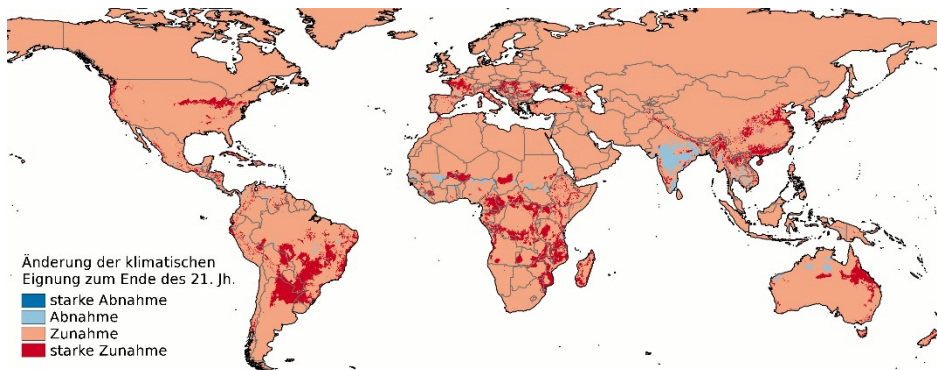 Änderung der klimatischen
Eignung zum Ende des 21. Jh.
starke Abnahme
Abnahme
Zunahme
starke Zunahme